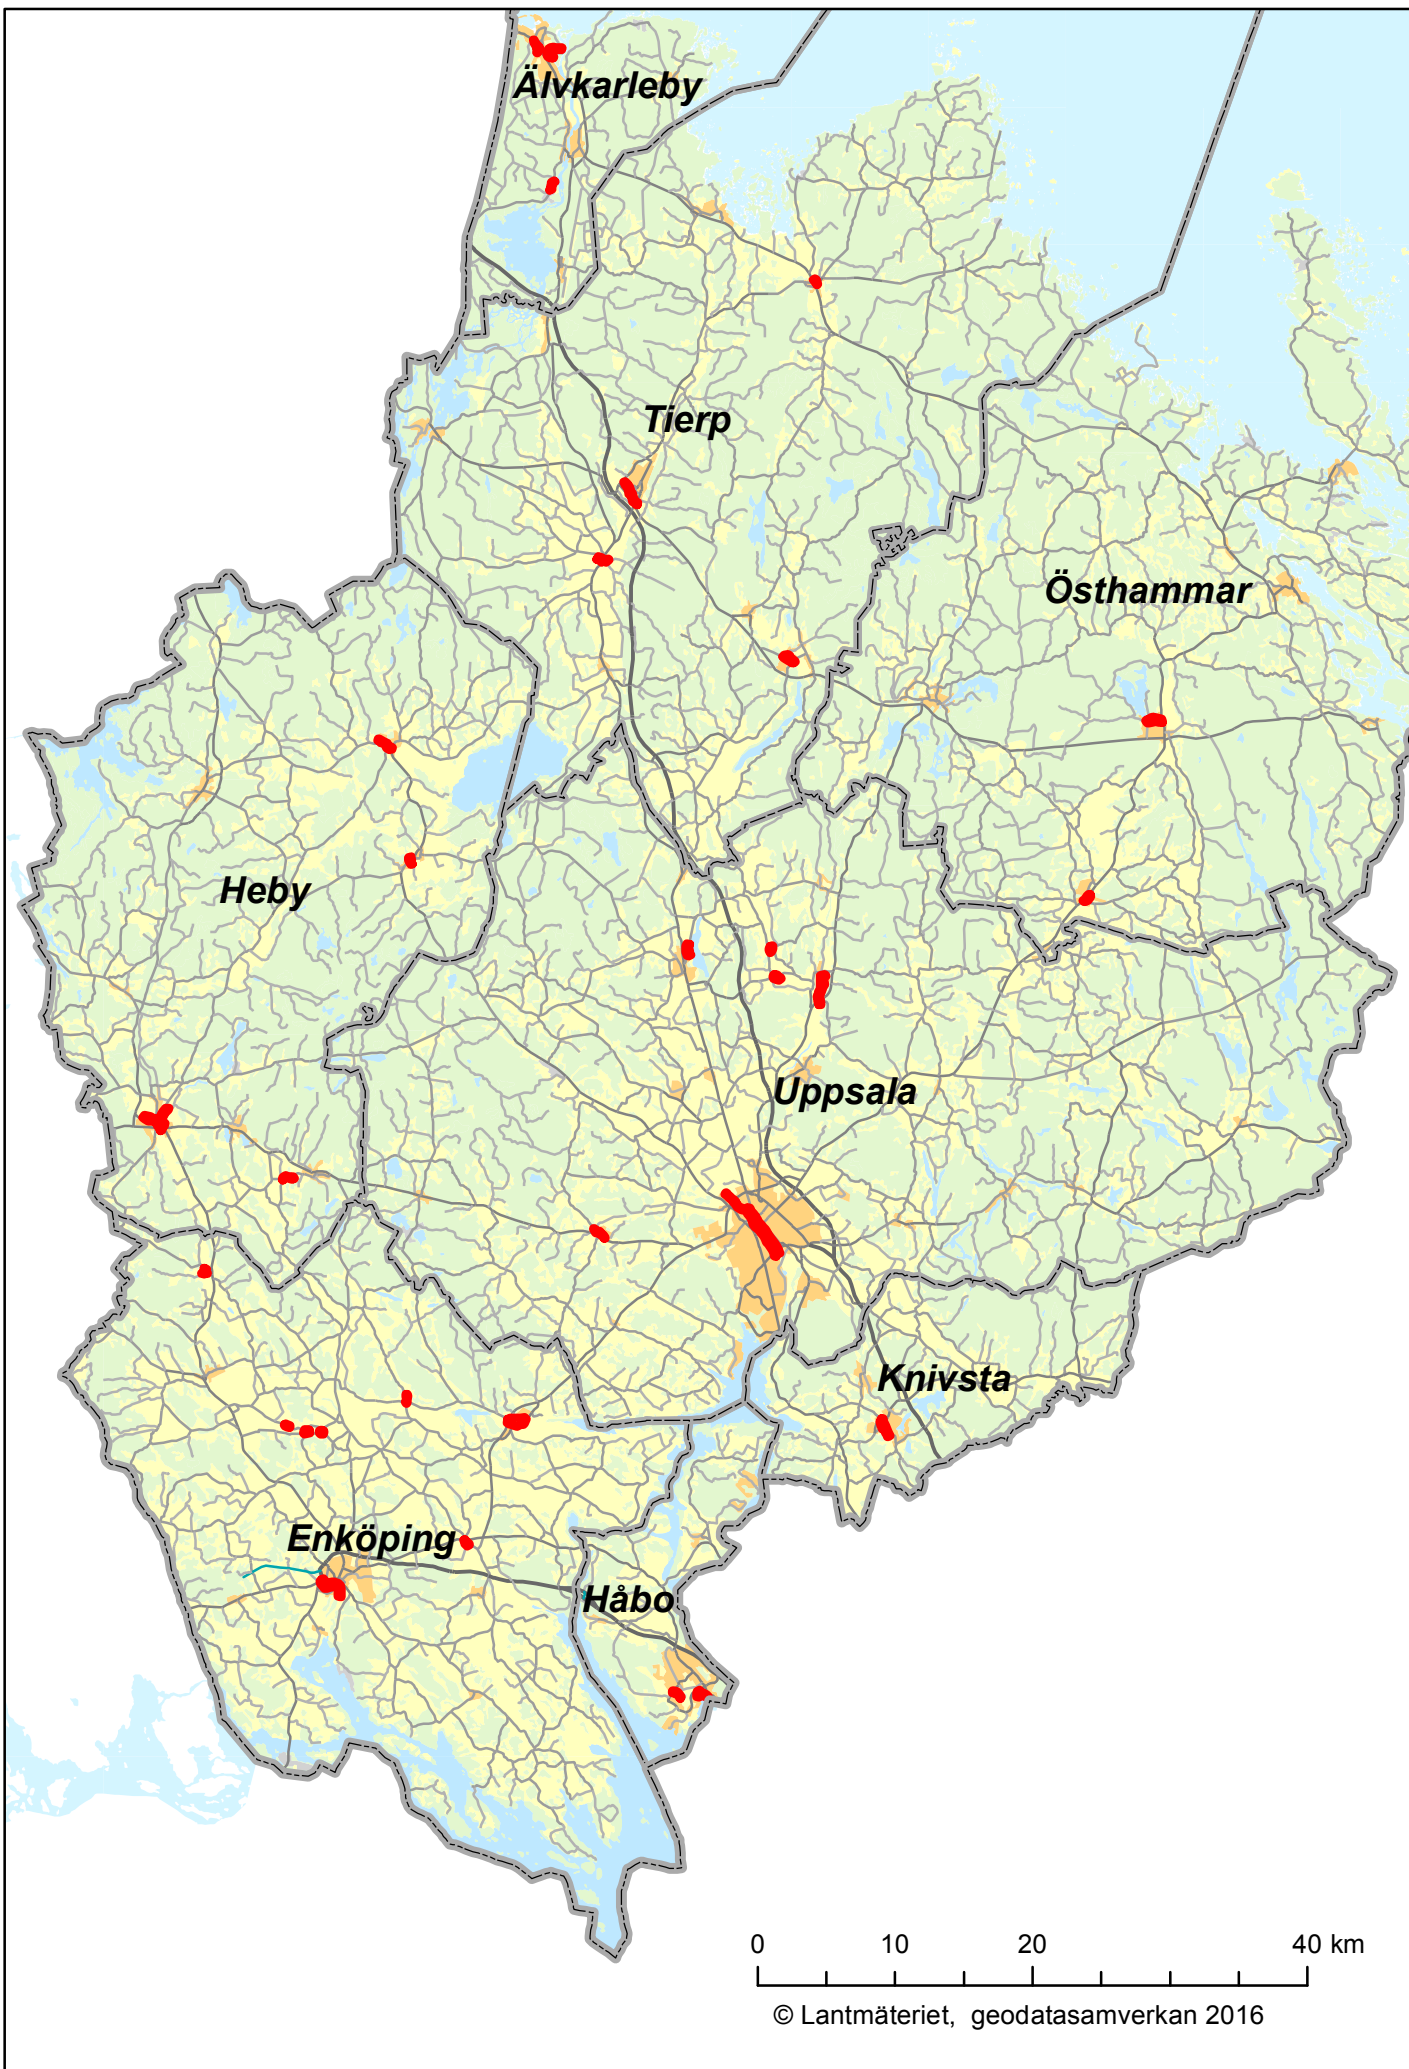 Älvkarleby
Tierp
Östhammar
Heby
Uppsala
Knivsta
Enköping
Håbo
0 10 20 40 km
© Lantmäteriet, geodatasamverkan 2016